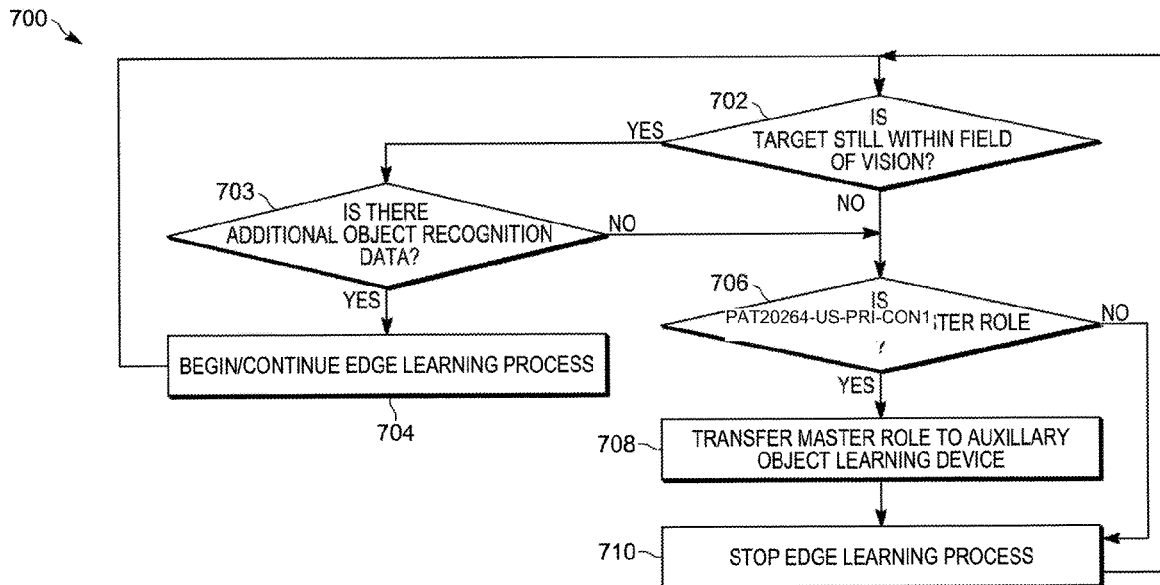 700
702
IS
TARGET STILL WITHIN FIELD
OF VISION?
YES
NO
703
IS THERE
ADDITIONAL OBJECT RECOGNITION
DATA?
NO
YES
BEGIN/CONTINUE EDGE LEARNING PROCESS
704
706
IS
PAT20264-US-PRI-CON1 ROLE
?
NO
YES
708
TRANSFER MASTER ROLE TO AUXILLARY
OBJECT LEARNING DEVICE
710
STOP EDGE LEARNING PROCESS